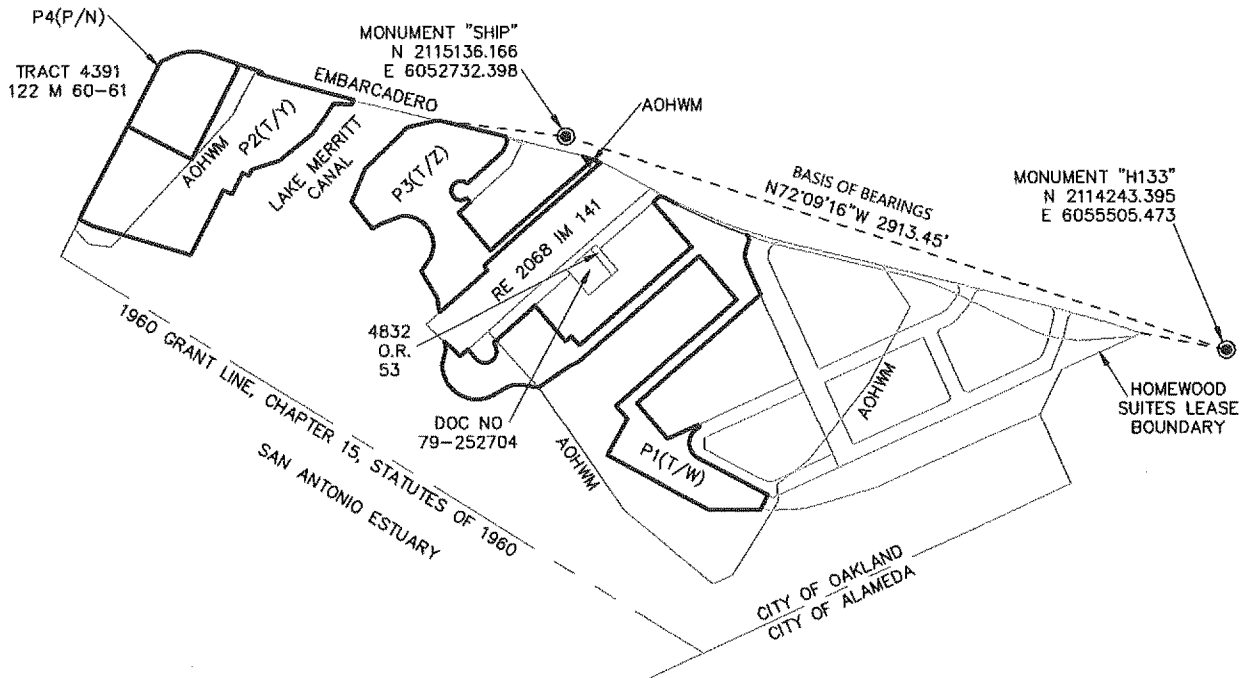 P4(P/N)
TRACT 4391
122 M 60-61
MONUMENT "SHIP"
N 2115136.166
E 6052732.398
EMBARCADERO
AOHWM
AOHWM
P2(T/Y)
LAKE MERRITT
CANAL
P3(T/Z)
BASIS OF BEARINGS
N72°09'16"W 2913.45'
MONUMENT "H133"
N 2114243.395
E 6055505.473
RE 2068 IM 141
4832
O.R.
53
DOC NO
79-252704
AOHWM
AOHWM
P1(T/W)
HOMEWOOD
SUITES LEASE
BOUNDARY
1960 GRANT LINE, CHAPTER 15, STATUTES OF 1960
SAN ANTONIO ESTUARY
CITY OF OAKLAND
CITY OF ALAMEDA